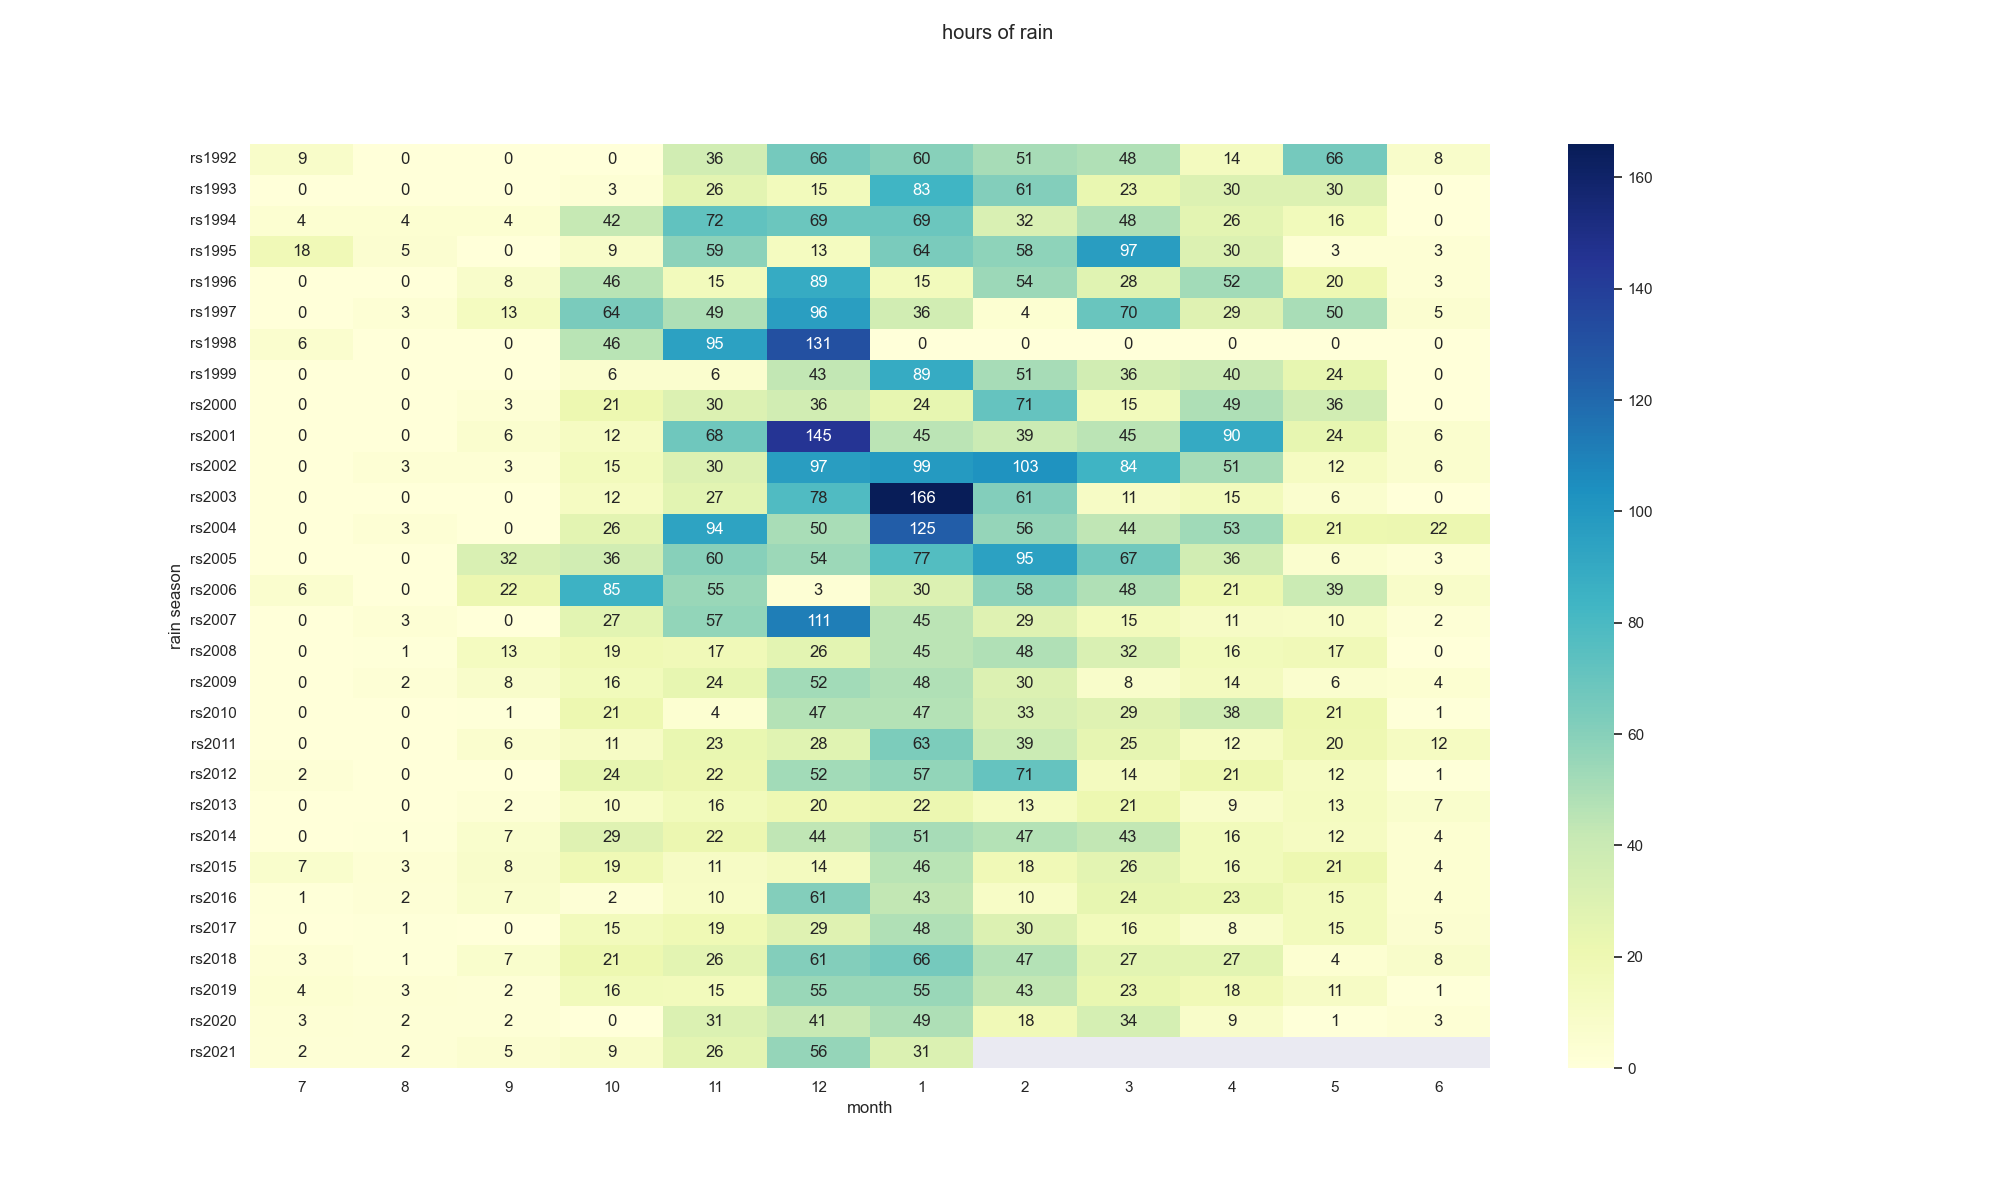 hours of rain
rs1992 9 0 0 0 36 66 60 51 48 14 66 8
rs1993 0 0 0 3 26 15 83 61 23 30 30 0
rs1994 4 4 4 42 72 69 69 32 48 26 16 0
rs1995 18 5 0 9 59 13 64 58 97 30 3 3
rs1996 0 0 8 46 15 89 15 54 28 52 20 3
rs1997 0 3 13 64 49 96 36 4 70 29 50 5
rs1998 6 0 0 46 95 131 0 0 0 0 0 0
rs1999 0 0 0 6 6 43 89 51 36 40 24 0
rs2000 0 0 3 21 30 36 24 71 15 49 36 0
rs2001 0 0 6 12 68 145 45 39 45 90 24 6
rs2002 0 3 3 15 30 97 99 103 84 51 12 6
rs2003 0 0 0 12 27 78 166 61 11 15 6 0
rs2004 0 3 0 26 94 50 125 56 44 53 21 22
rs2005 0 0 32 36 60 54 77 95 67 36 6 3
rs2006 6 0 22 85 55 3 30 58 48 21 39 9
rs2007 0 3 0 27 57 111 45 29 15 11 10 2
rs2008 0 1 13 19 17 26 45 48 32 16 17 0
rs2009 0 2 8 16 24 52 48 30 8 14 6 4
rs2010 0 0 1 21 4 47 47 33 29 38 21 1
rs2011 0 0 6 11 23 28 63 39 25 12 20 12
rs2012 2 0 0 24 22 52 57 71 14 21 12 1
rs2013 0 0 2 10 16 20 22 13 21 9 13 7
rs2014 0 1 7 29 22 44 51 47 43 16 12 4
rs2015 7 3 8 19 11 14 46 18 26 16 21 4
rs2016 1 2 7 2 10 61 43 10 24 23 15 4
rs2017 0 1 0 15 19 29 48 30 16 8 15 5
rs2018 3 1 7 21 26 61 66 47 27 27 4 8
rs2019 4 3 2 16 15 55 55 43 23 18 11 1
rs2020 3 2 2 0 31 41 49 18 34 9 1 3
rs2021 2 2 5 9 26 56 31
7 8 9 10 11 12 1 2 3 4 5 6
month
rain season
160
140
120
100
80
60
40
20
0